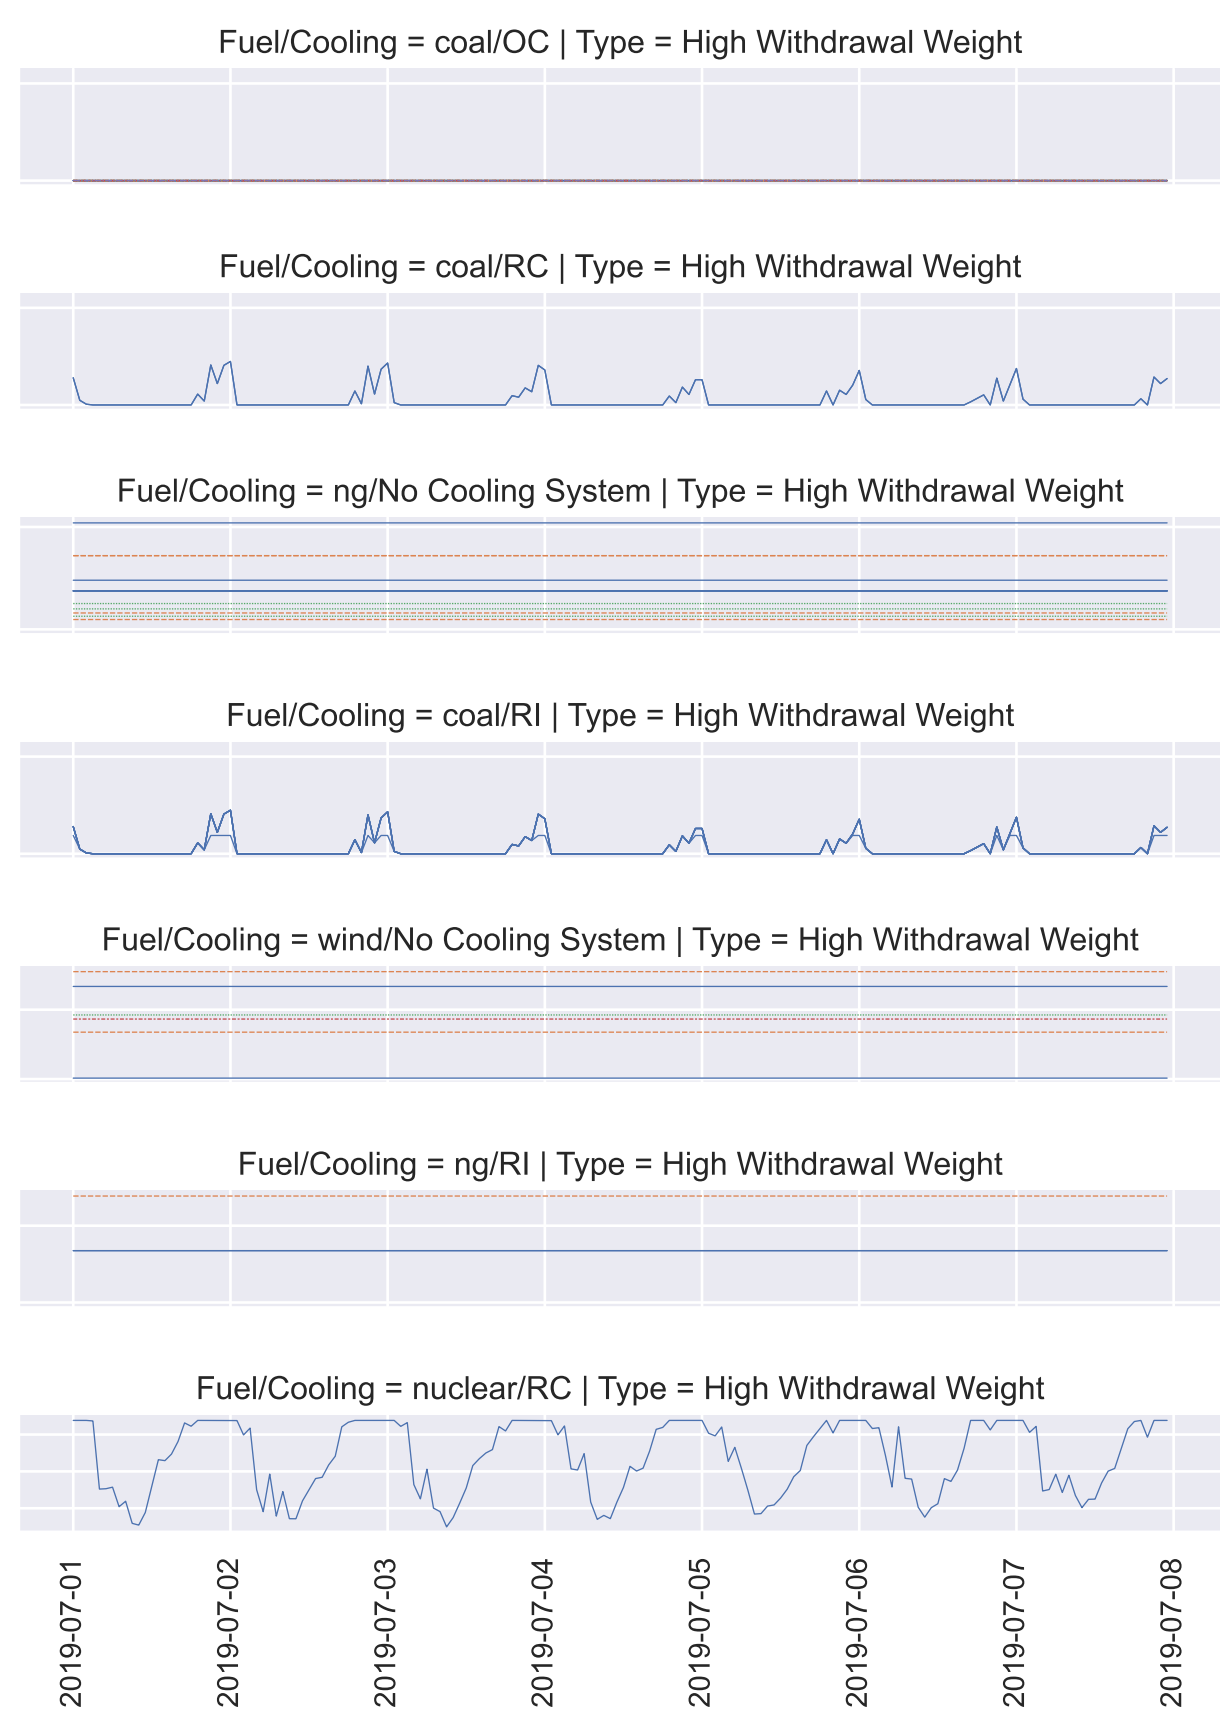 Fuel/Cooling = coal/OC | Type = High Withdrawal Weight
Fuel/Cooling = coal/RC | Type = High Withdrawal Weight
Fuel/Cooling = ng/No Cooling System | Type = High Withdrawal Weight
Fuel/Cooling = coal/RI | Type = High Withdrawal Weight
Fuel/Cooling = wind/No Cooling System | Type = High Withdrawal Weight
Fuel/Cooling = ng/RI | Type = High Withdrawal Weight
Fuel/Cooling = nuclear/RC | Type = High Withdrawal Weight
2019-07-01
2019-07-02
2019-07-03
2019-07-04
2019-07-05
2019-07-06
2019-07-07
2019-07-08